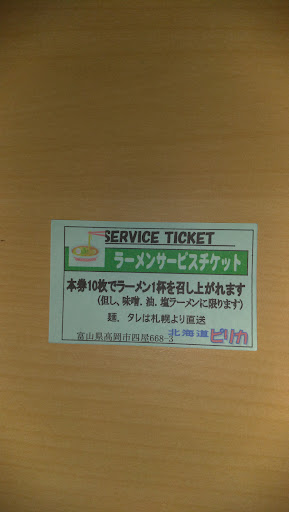 SERVICE TICKET
ラーメンサービスチケット
本券10枚でラーメン1杯を召し上がれます
(但し、味噌、油、塩ラーメンに限ります)
麺、タレは札幌より直送
富山県高岡市四屋668-3
北海道 ピリカ